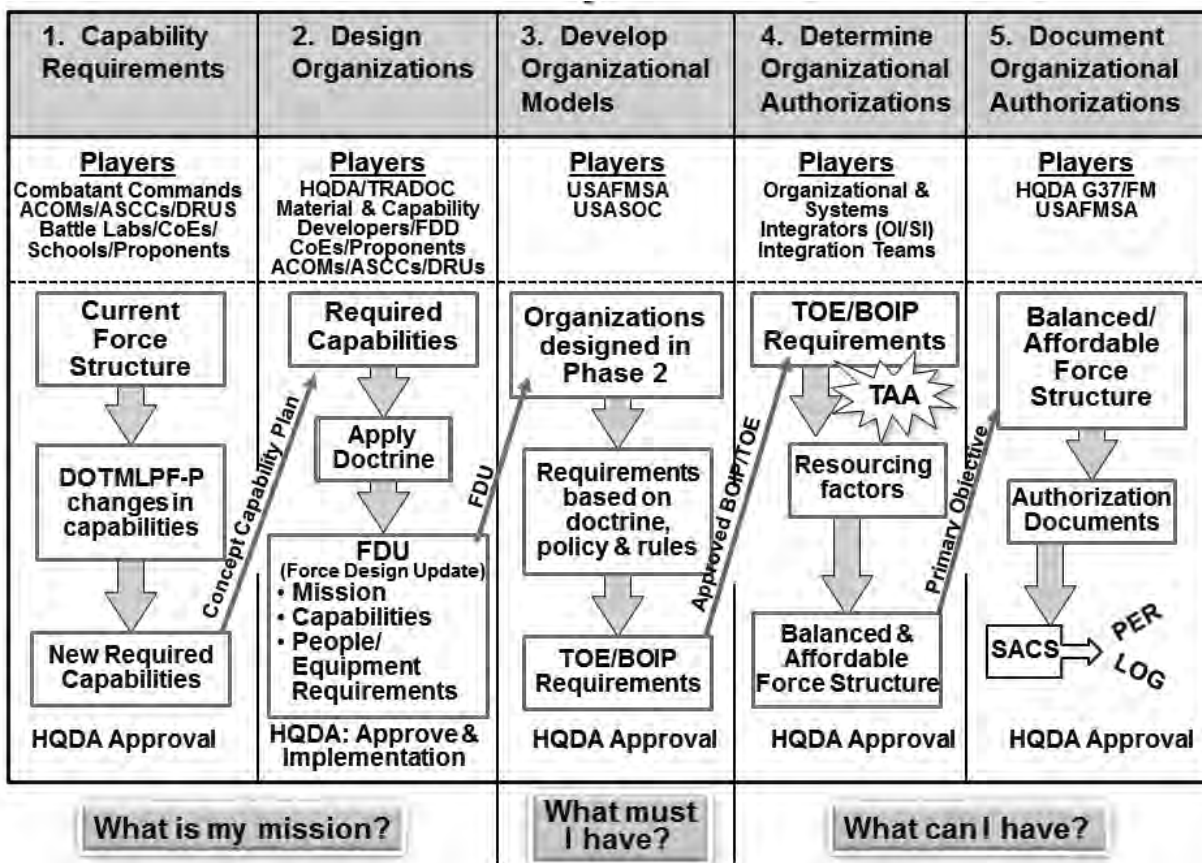 1. Capability
Requirements
2. Design
Organizations
3. Develop
Organizational
Models
4. Determine
Organizational
Authorizations
5. Document
Organizational
Authorizations
Players
Combatant Commands
ACOMs/ASCCs/DRUS
Battle Labs/CoEs/
Schools/Proponents
Players
HQDA/TRADOC
Material & Capability
Developers/FDD
CoEs/Proponents
ACOMs/ASCCs/DRUs
Players
USAFMSA
USASOC
Players
Organizational &
Systems
Integrators (OI/SI)
Integration Teams
Players
HQDA G37/FM
USAFMSA
Current
Force
Structure
DOTMLPF-P
changes in
capabilities
New Required
Capabilities
HQDA Approval
Concept Capability Plan
Required
Capabilities
Apply
Doctrine
FDU
(Force Design Update)
• Mission
• Capabilities
• People/
Equipment
Requirements
HQDA: Approve &
Implementation
FDU
Organizations
designed in
Phase 2
Requirements
based on
doctrine,
policy & rules
TOE/BOIP
Requirements
HQDA Approval
Approved BOIP/TOE
TOE/BOIP
Requirements
TAA
Resourcing
factors
Balanced &
Affordable
Force Structure
HQDA Approval
Primary Objective
Balanced/
Affordable
Force
Structure
Authorization
Documents
SACS
PER
LOG
HQDA Approval
What is my mission?
What must
I have?
What can I have?